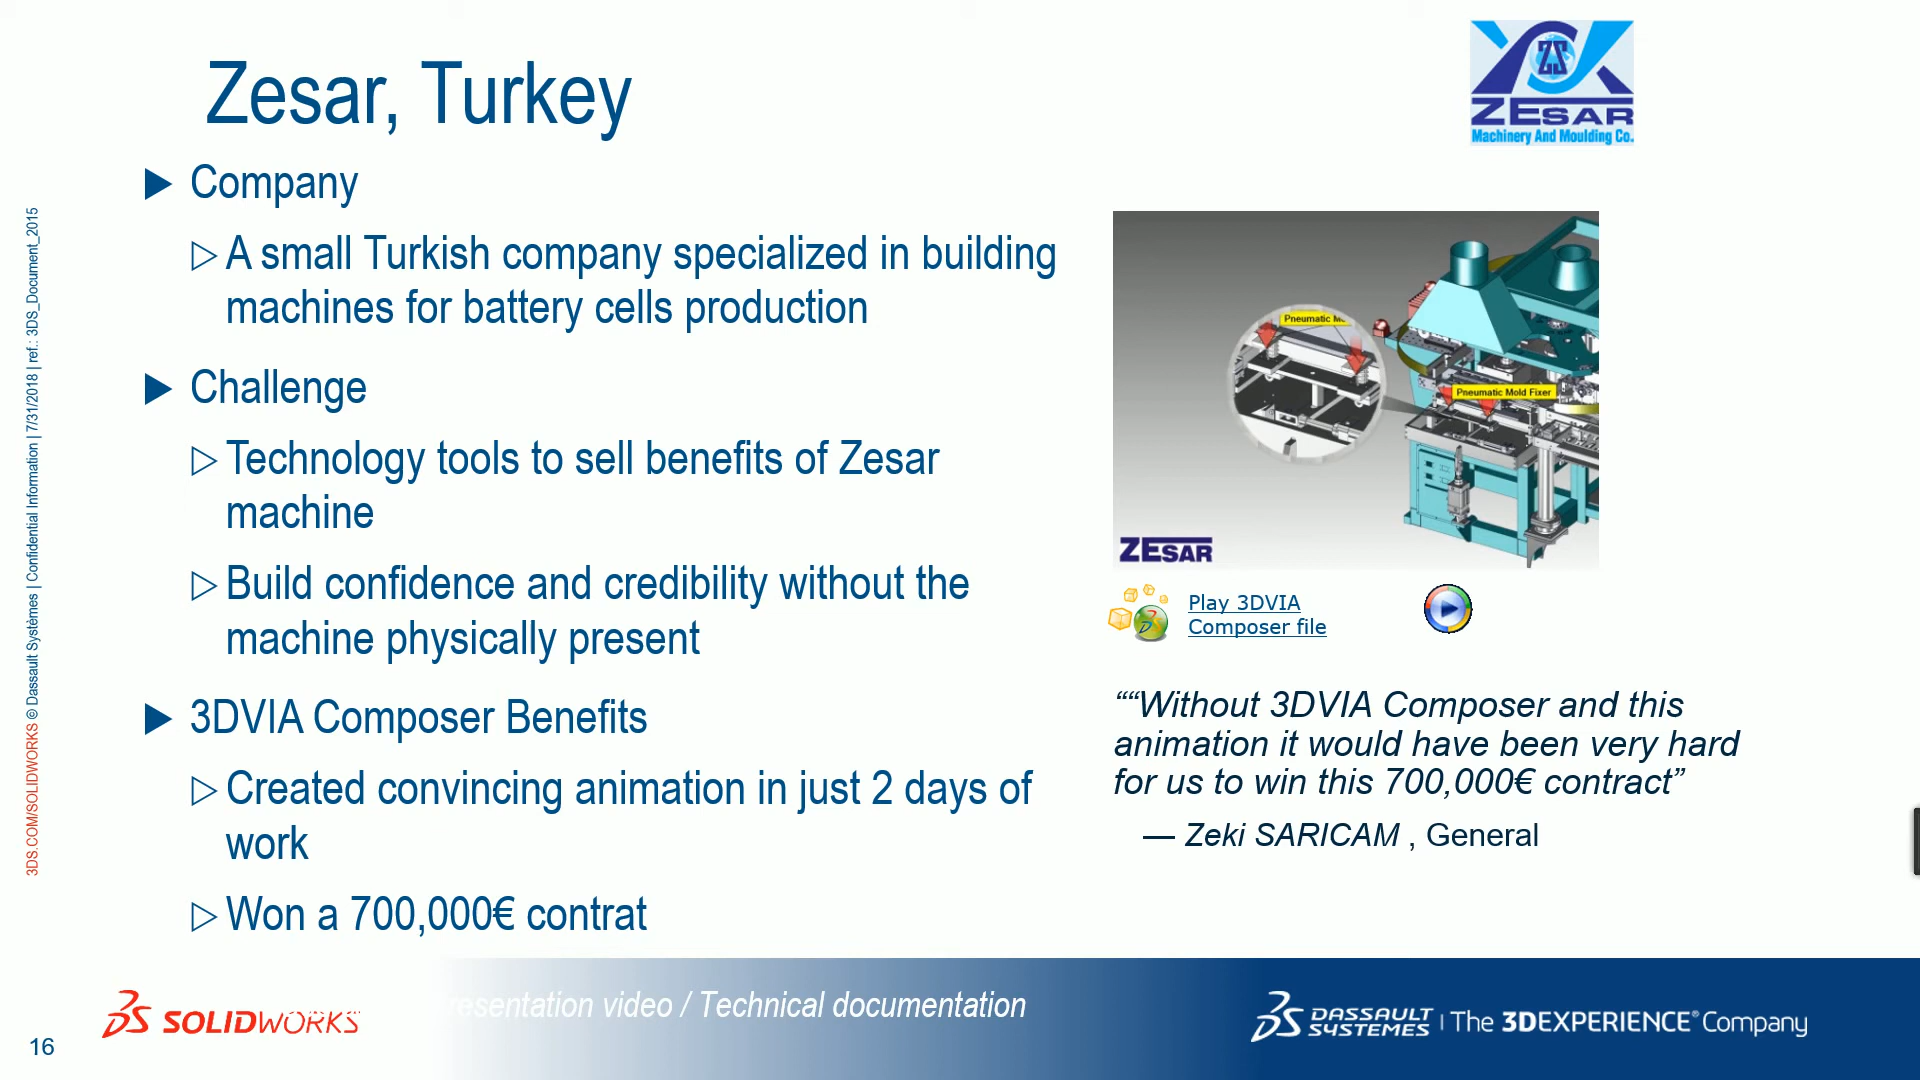 Zesar, Turkey
ZS
ZESAR
Machinery And Moulding Co.
Company
A small Turkish company specialized in building
machines for battery cells production
Challenge
Technology tools to sell benefits of Zesar
machine
Build confidence and credibility without the
machine physically present
3DVIA Composer Benefits
Created convincing animation in just 2 days of
work
Won a 700,000€ contrat
Pneumatic M
Pneumatic Mold Fixer
ZESAR
Play 3DVIA
Composer file
““Without 3DVIA Composer and this
animation it would have been very hard
for us to win this 700,000€ contract”
— Zeki SARICAM , General
3DS.COM/SOLIDWORKS © Dassault Systèmes | Confidential Information | 7/31/2018 | ref.: 3DS_Document_2015
16
SOLIDWORKS
resentation video / Technical documentation
DASSAULT
SYSTEMES | The 3DEXPERIENCE® Company